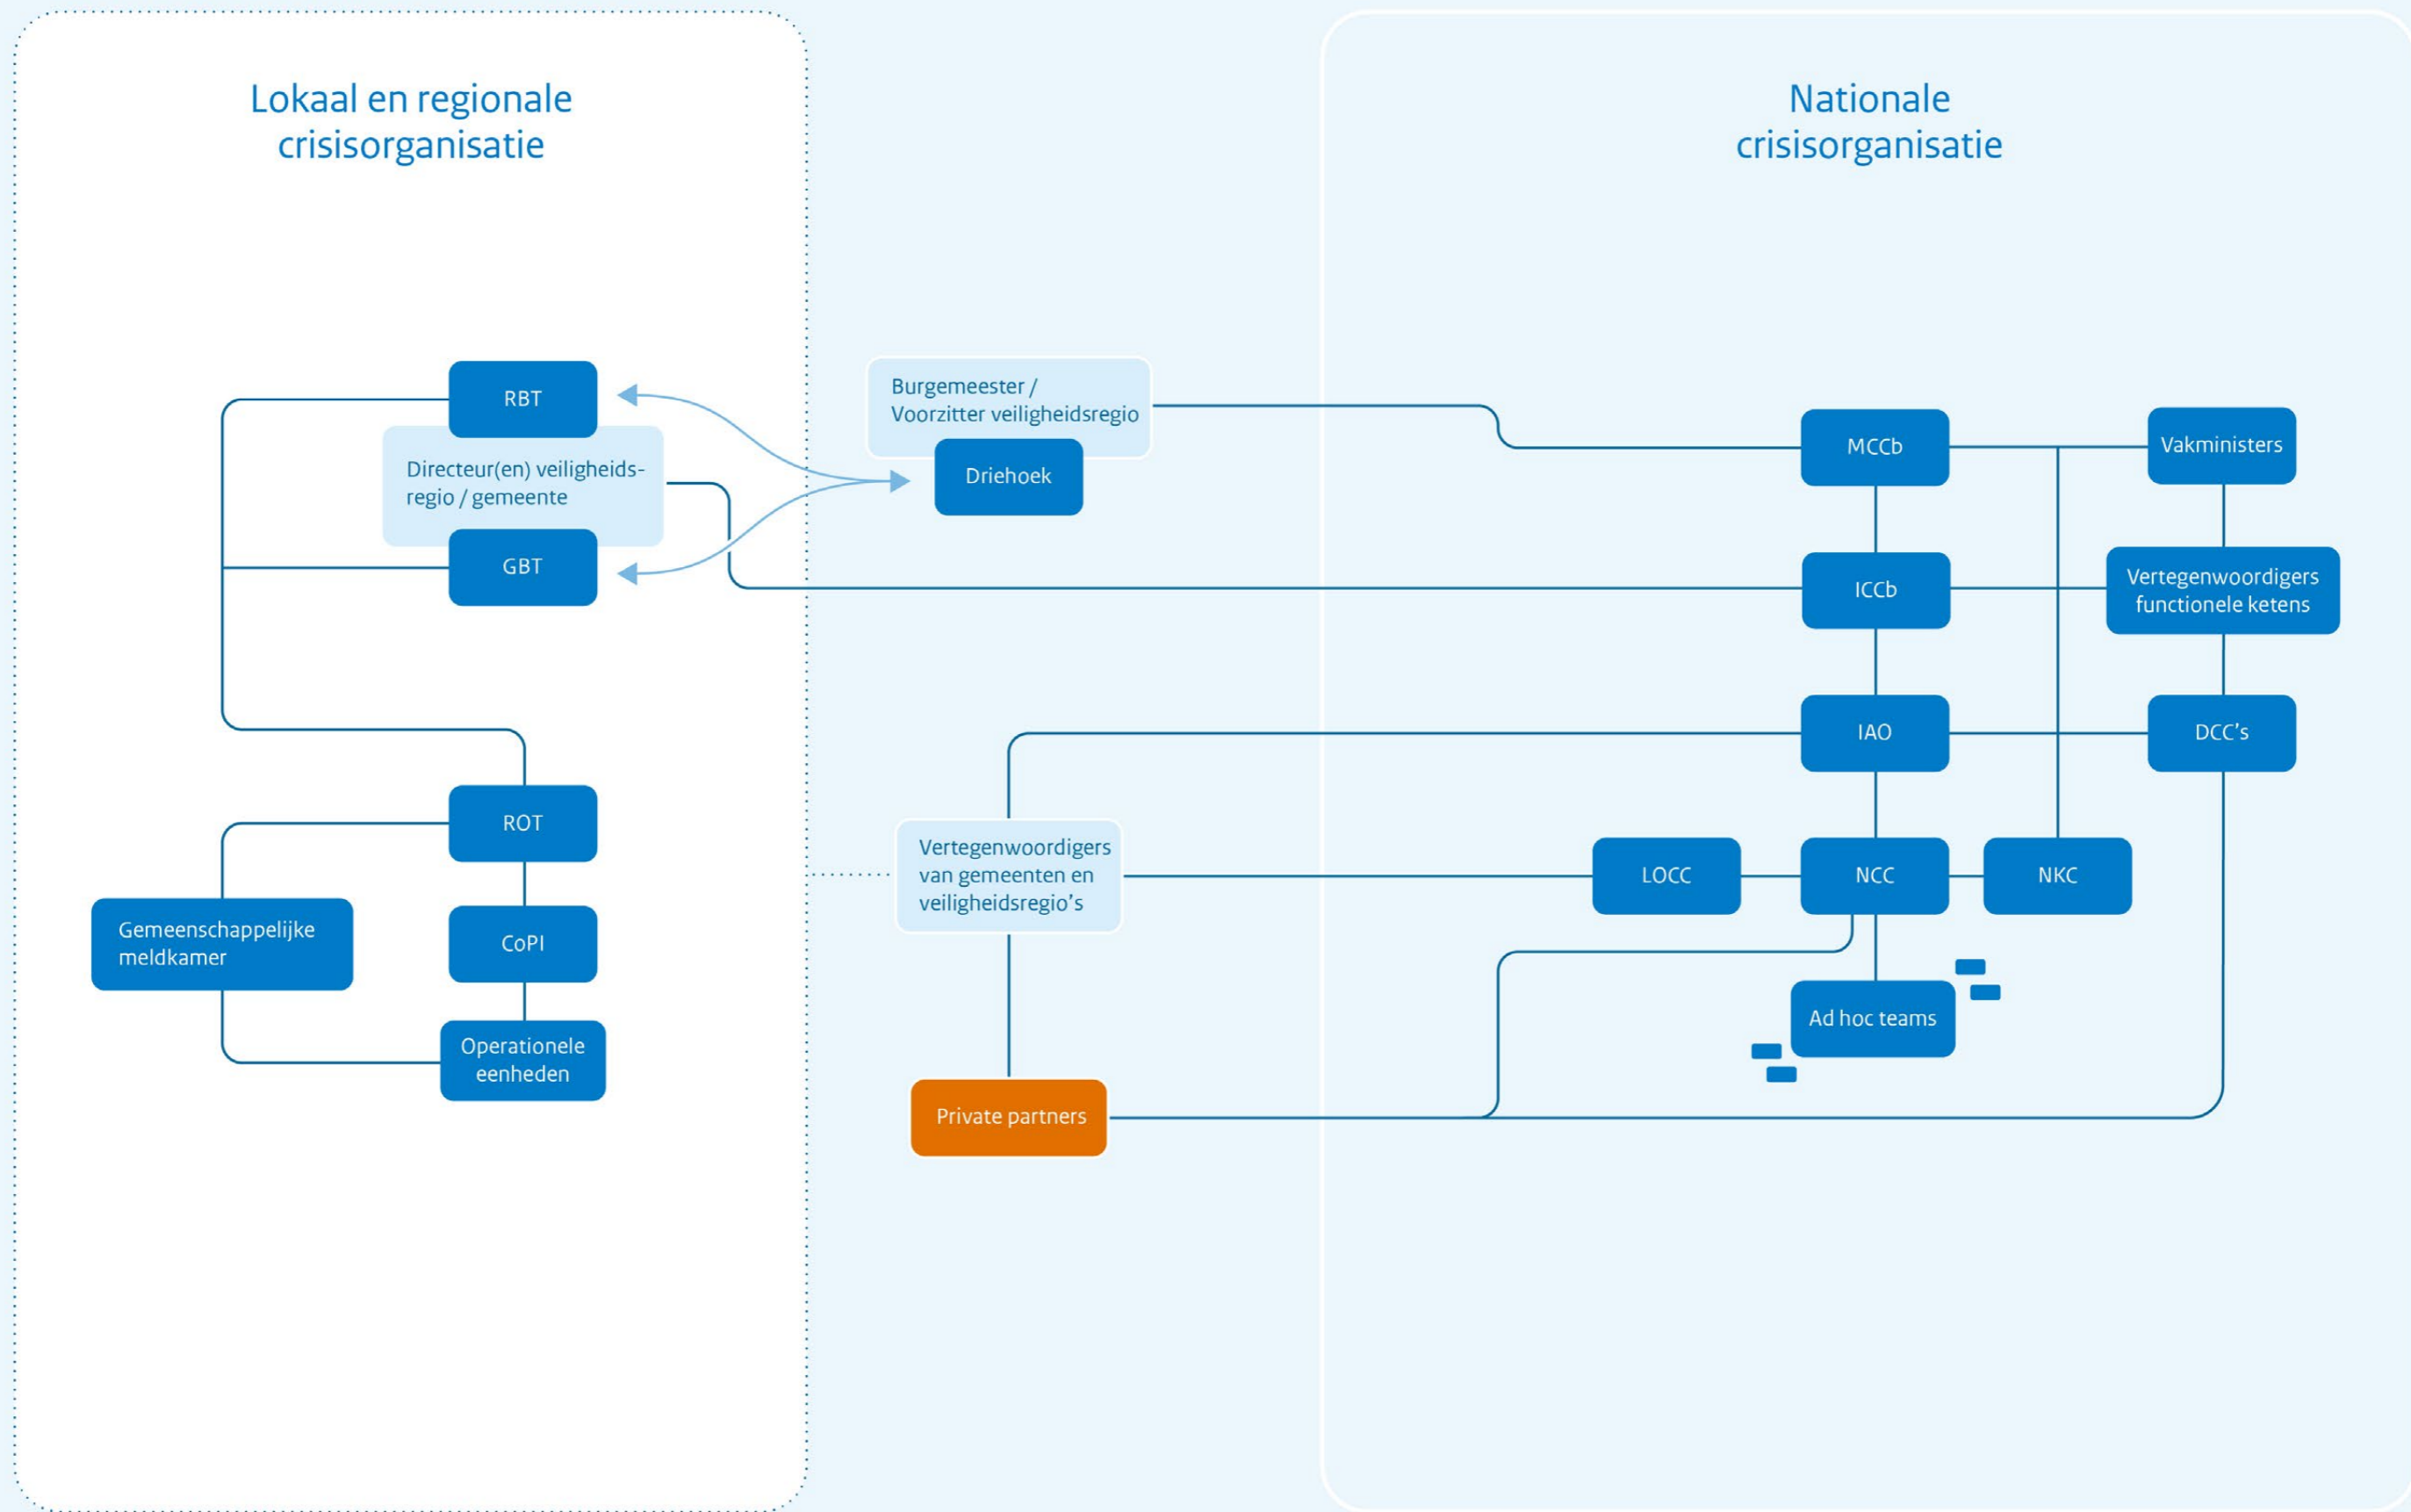 Lokaal en regionale
crisisorganisatie
Nationale
crisisorganisatie
RBT
Directeur(en) veiligheids-
regio / gemeente
GBT
Burgemeester /
Voorzitter veiligheidsregio
Driehoek
MCCb
Vakministers
ICCb
Vertegenwoordigers
functionele ketens
IAO
DCC's
ROT
Gemeenschappelijke
meldkamer
CoPI
Operationele
eenheden
Vertegenwoordigers
van gemeenten en
veiligheidsregio's
LOCC
NCC
NKC
Ad hoc teams
Private partners